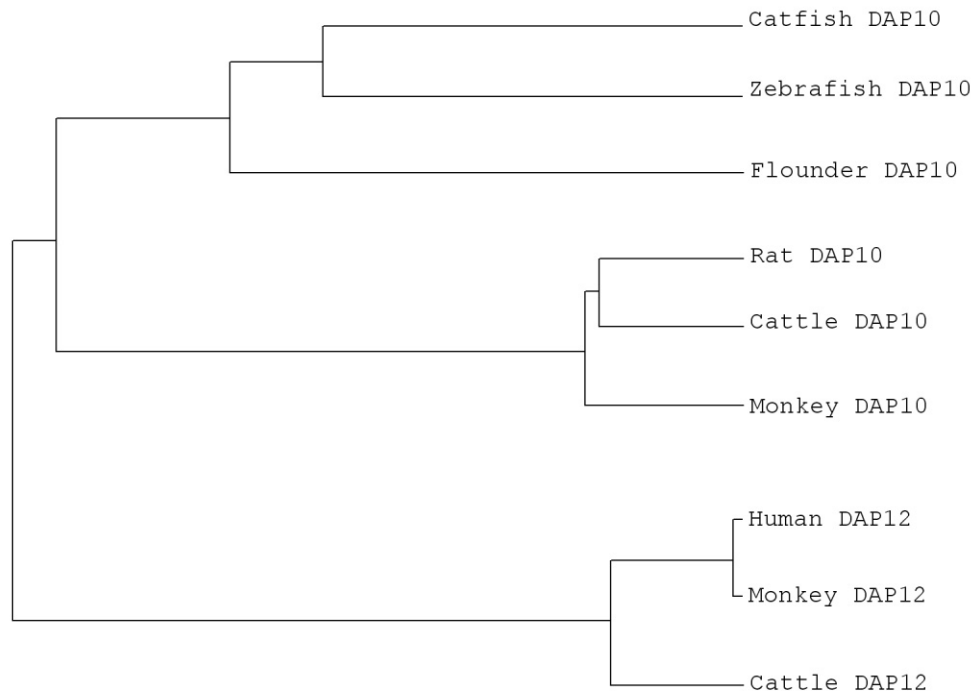 Catfish DAP10
Zebrafish DAP10
Flounder DAP10
Rat DAP10
Cattle DAP10
Monkey DAP10
Human DAP12
Monkey DAP12
Cattle DAP12